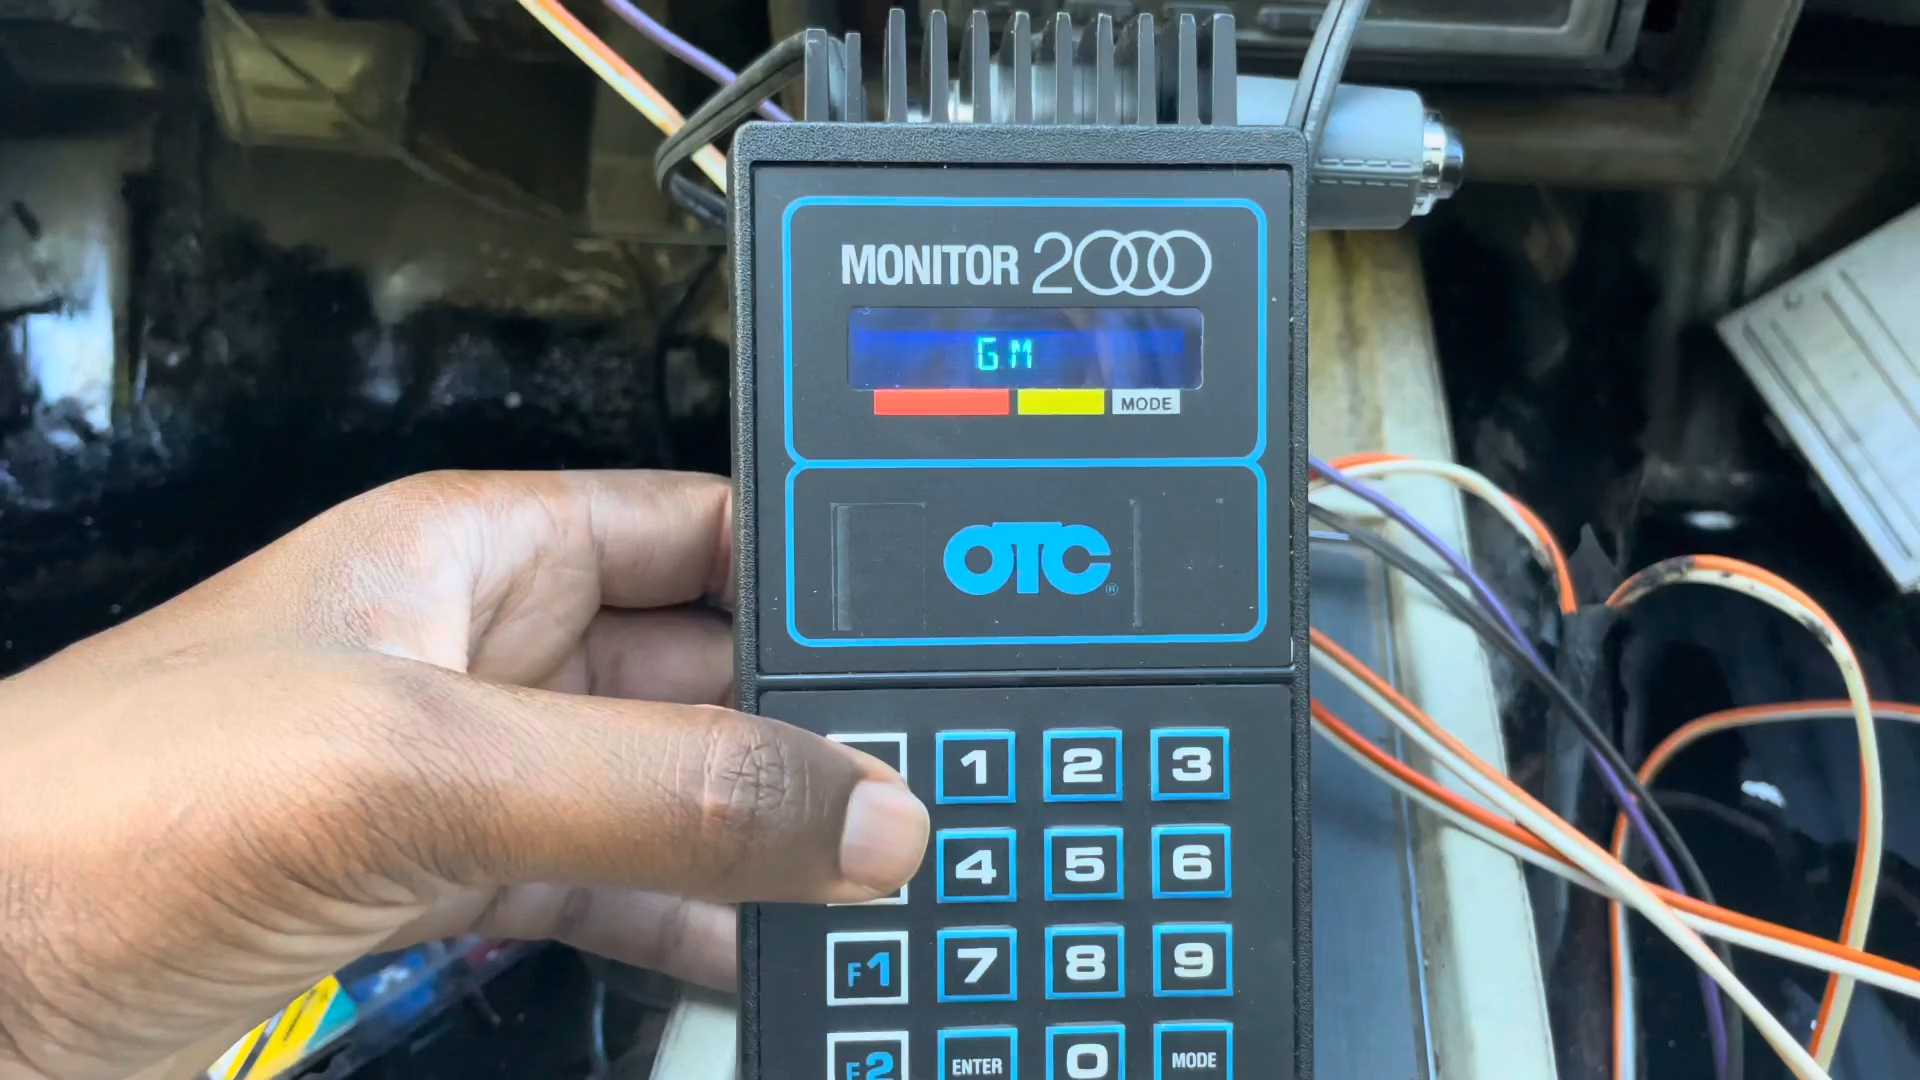 MONITOR 2000
GM
MODE
OTC®
1 2 3
4 5 6
F1 7 8 9
F2 ENTER 0 MODE